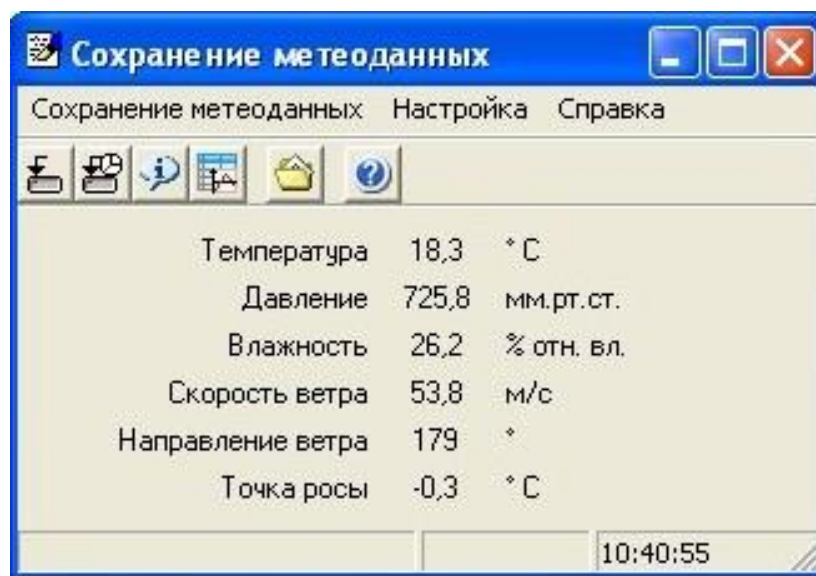 Сохранение метеоданных
Сохранение метеоданных Настройка Справка
Температура 18,3 ° C
Давление 725,8 мм.рт.ст.
Влажность 26,2 % отн. вл.
Скорость ветра 53,8 м/с
Направление ветра 179 °
Точка росы -0,3 ° C
10:40:55